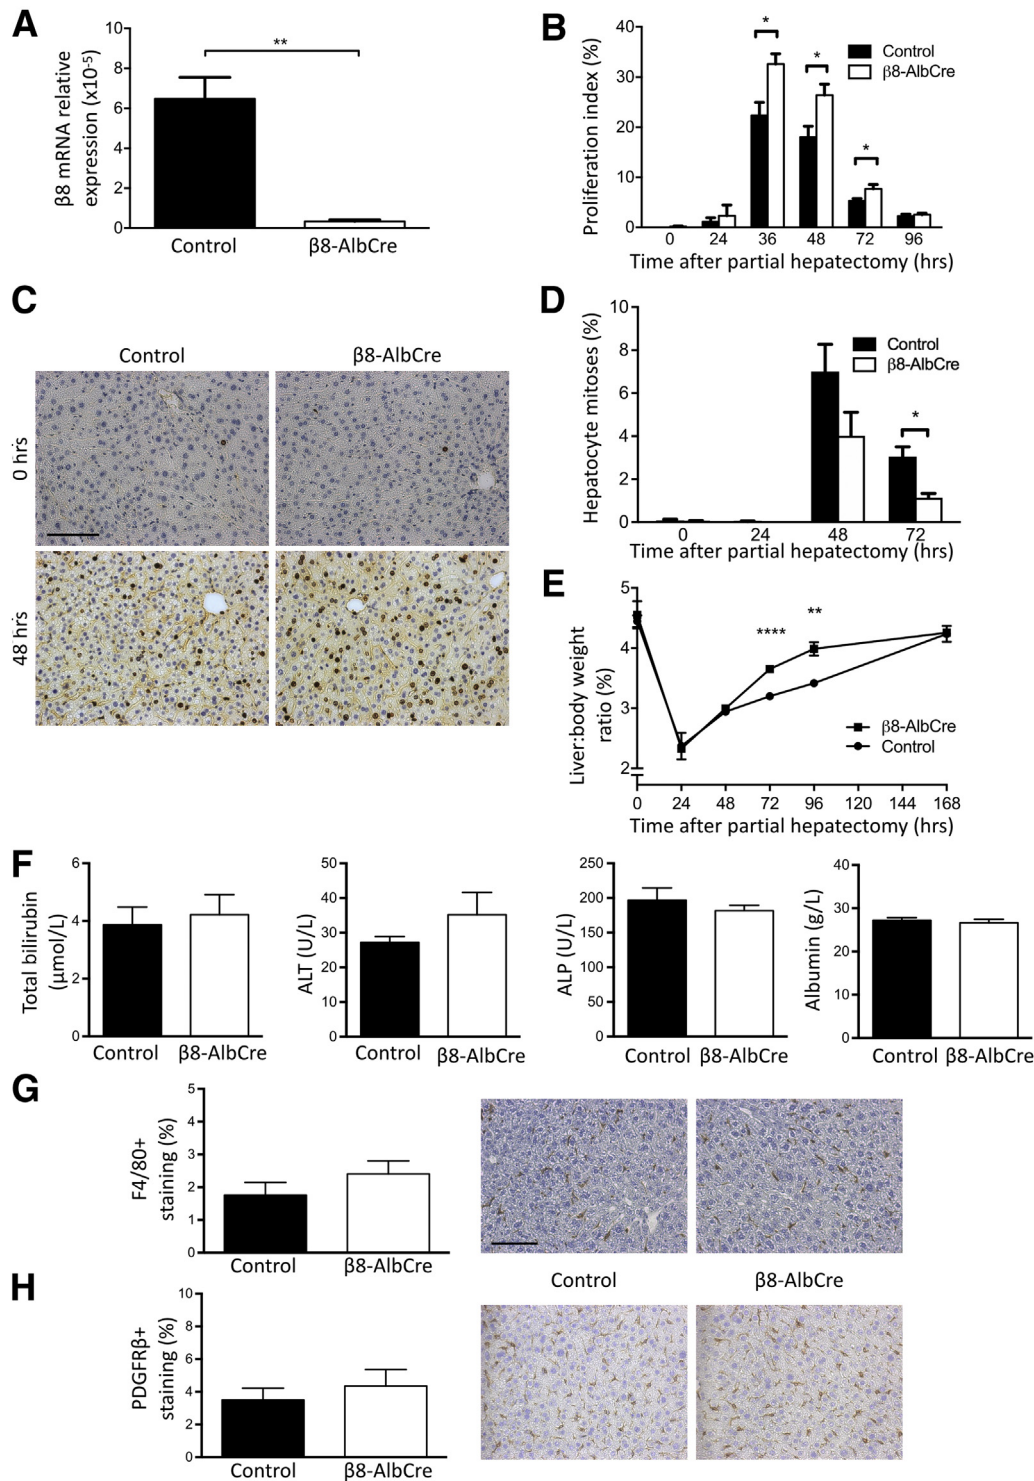 A
β8 mRNA relative
expression (x10⁻⁵)
10
8
6
4
2
0
**
Control
β8-AlbCre
B
Proliferation index (%)
40
30
20
10
0
*
*
*
Control
β8-AlbCre
0 24 36 48 72 96
Time after partial hepatectomy (hrs)
C
Control
β8-AlbCre
0 hrs
48 hrs
D
Hepatocyte mitoses (%)
10
8
6
4
2
0
Control
β8-AlbCre
*
0 24 48 72
Time after partial hepatectomy (hrs)
E
Liver:body weight
ratio (%)
5
4
3
2
****
**
β8-AlbCre
Control
0 24 48 72 96 120 144 168
Time after partial hepatectomy (hrs)
F
Total bilirubin
(μmol/L)
6
4
2
0
Control β8-AlbCre
ALT (U/L)
50
40
30
20
10
0
Control β8-AlbCre
ALP (U/L)
250
200
150
100
50
0
Control β8-AlbCre
Albumin (g/L)
40
30
20
10
0
Control β8-AlbCre
G
F4/80+
staining (%)
5
4
3
2
1
0
Control β8-AlbCre
Control
β8-AlbCre
H
PDGFRβ+
staining (%)
10
8
6
4
2
0
Control β8-AlbCre